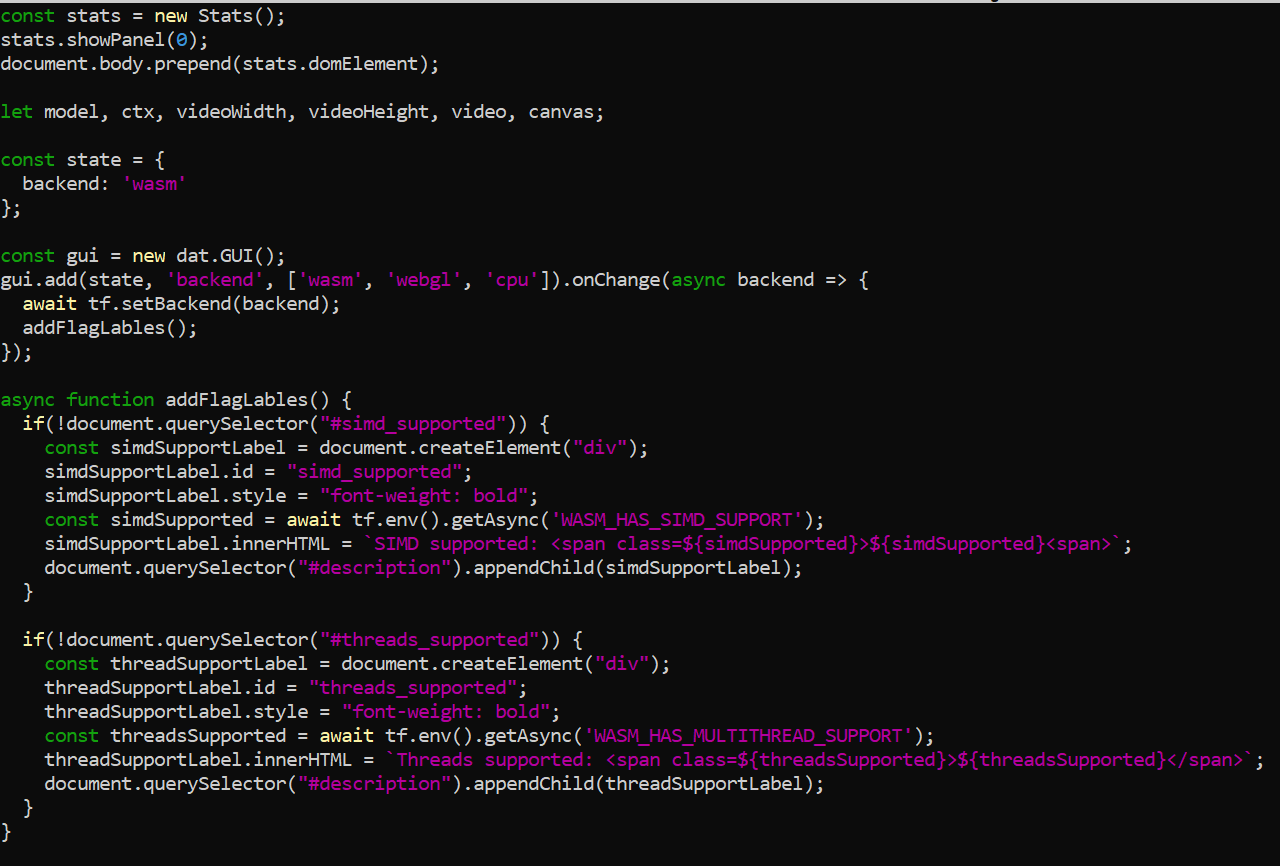 const stats = new Stats();
stats.showPanel(0);
document.body.prepend(stats.domElement);

let model, ctx, videoWidth, videoHeight, video, canvas;

const state = {
  backend: 'wasm'
};

const gui = new dat.GUI();
gui.add(state, 'backend', ['wasm', 'webgl', 'cpu']).onChange(async backend => {
  await tf.setBackend(backend);
  addFlagLables();
});

async function addFlagLables() {
  if(!document.querySelector("#simd_supported")) {
    const simdSupportLabel = document.createElement("div");
    simdSupportLabel.id = "simd_supported";
    simdSupportLabel.style = "font-weight: bold";
    const simdSupported = await tf.env().getAsync('WASM_HAS_SIMD_SUPPORT');
    simdSupportLabel.innerHTML = `SIMD supported: <span class=${simdSupported}>${simdSupported}<span>`;
    document.querySelector("#description").appendChild(simdSupportLabel);
  }

  if(!document.querySelector("#threads_supported")) {
    const threadSupportLabel = document.createElement("div");
    threadSupportLabel.id = "threads_supported";
    threadSupportLabel.style = "font-weight: bold";
    const threadsSupported = await tf.env().getAsync('WASM_HAS_MULTITHREAD_SUPPORT');
    threadSupportLabel.innerHTML = `Threads supported: <span class=${threadsSupported}>${threadsSupported}</span>`;
    document.querySelector("#description").appendChild(threadSupportLabel);
  }
}